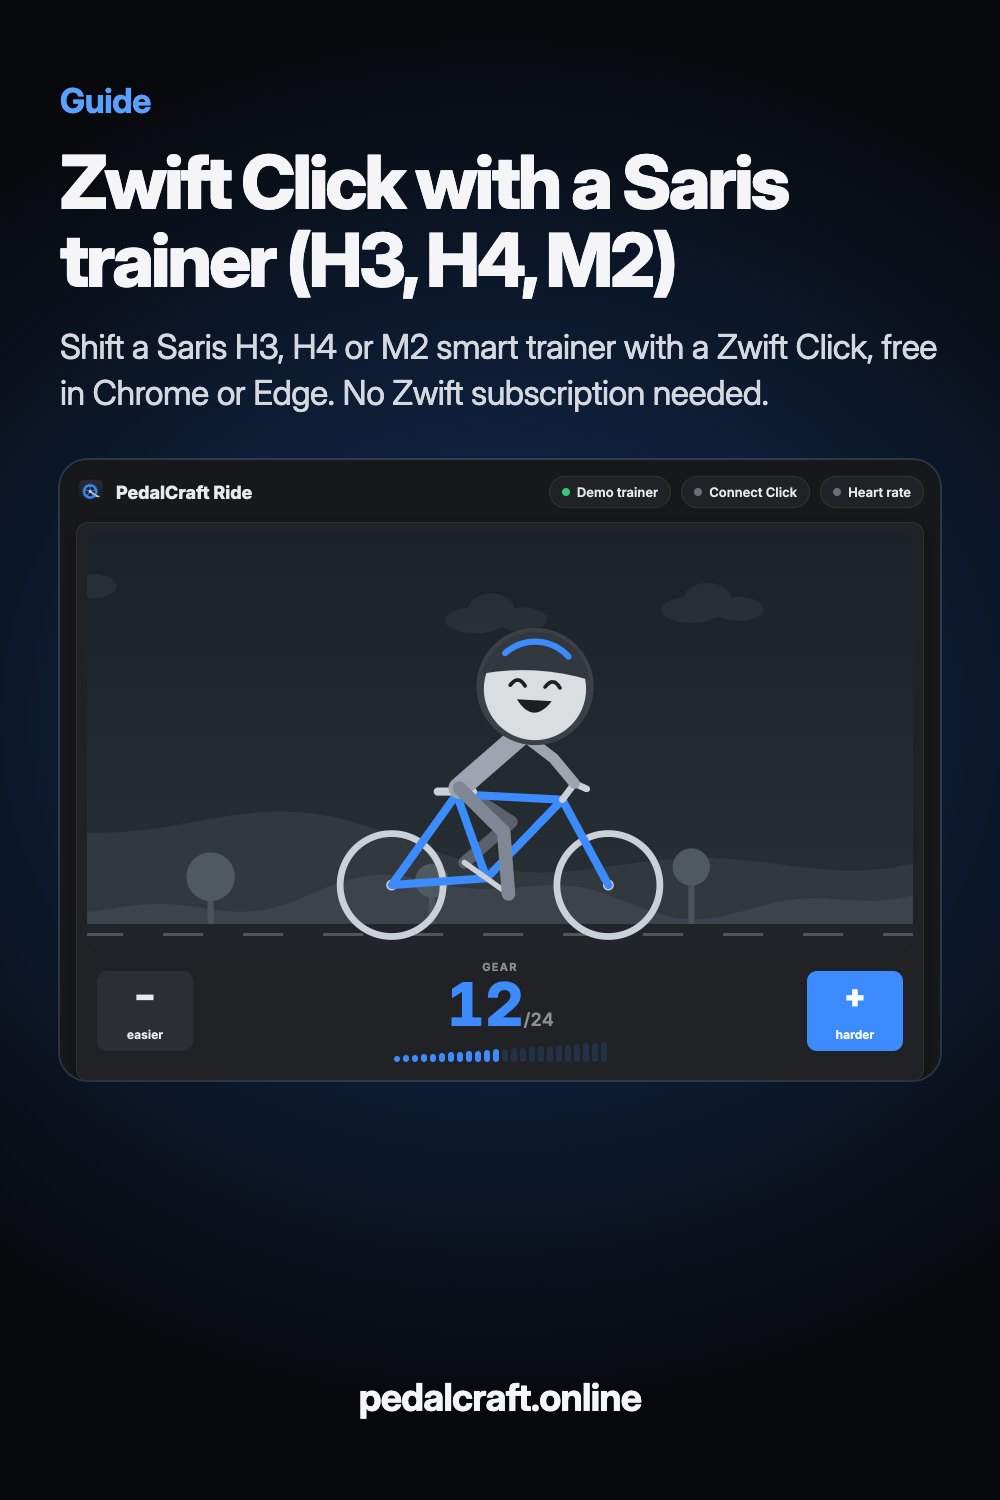 Guide
Zwift Click with a Saris
trainer (H3, H4, M2)
Shift a Saris H3, H4 or M2 smart trainer with a Zwift Click, free
in Chrome or Edge. No Zwift subscription needed.
PedalCraft Ride
Demo trainer
Connect Click
Heart rate
GEAR
12/24
−
easier
+
harder
pedalcraft.online